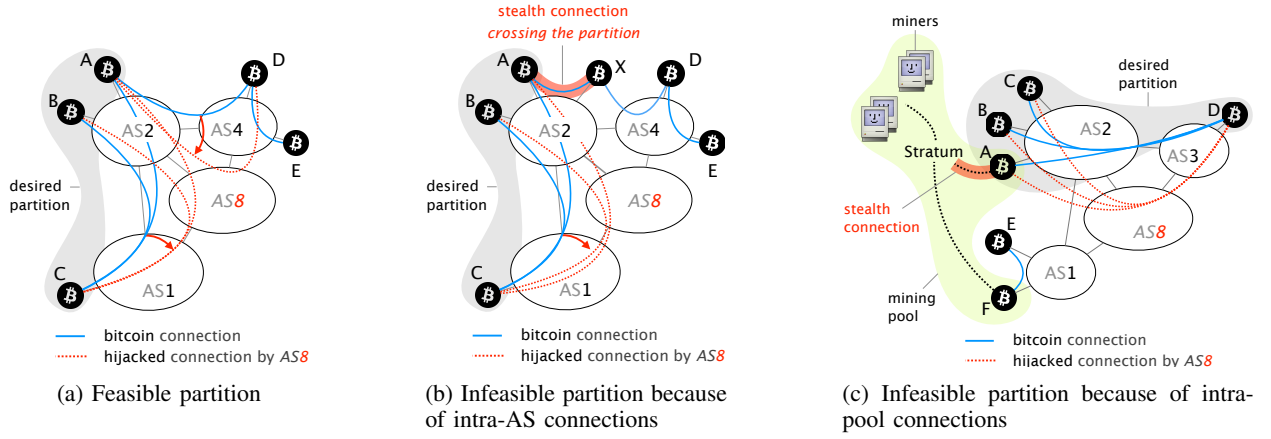 A
D
B
AS2
AS4
E
desired
partition
AS8
C
AS1
bitcoin connection
hijacked connection by AS8
(a) Feasible partition
stealth connection
crossing the partition
A
X
D
B
AS2
AS4
E
desired
partition
AS8
C
AS1
bitcoin connection
hijacked connection by AS8
(b) Infeasible partition because
of intra-AS connections
miners
desired
partition
C
B
AS2
D
Stratum
A
AS3
stealth
connection
E
AS8
AS1
mining
pool
F
bitcoin connection
hijacked connection by AS8
(c) Infeasible partition because of intra-
pool connections